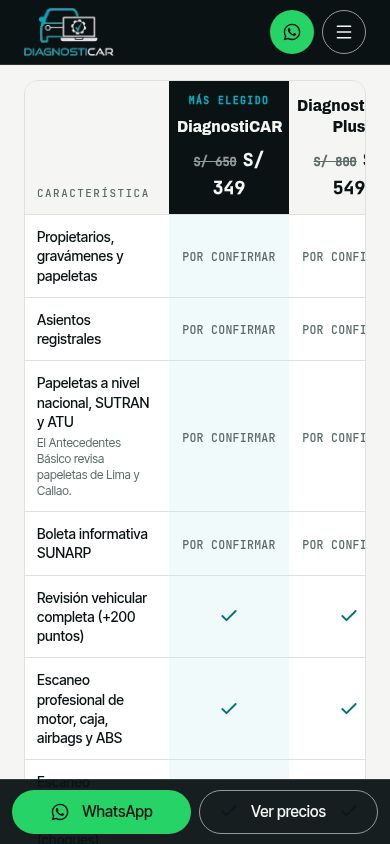 DIAGNOSTICAR
MÁS ELEGIDO
DiagnostiCAR
S/ 650 S/
349
Diagnost
Plus
S/ 800
549
CARACTERÍSTICA
Propietarios,
gravámenes y
papeletas
POR CONFIRMAR
POR CONFI
Asientos
registrales
POR CONFIRMAR
POR CONFI
Papeletas a nivel
nacional, SUTRAN
y ATU
El Antecedentes
Básico revisa
papeletas de Lima y
Callao.
POR CONFIRMAR
POR CONFI
Boleta informativa
SUNARP
POR CONFIRMAR
POR CONFI
Revisión vehicular
completa (+200
puntos)
Escaneo
profesional de
motor, caja,
airbags y ABS
Escaneo
WhatsApp
Ver precios
(choques)